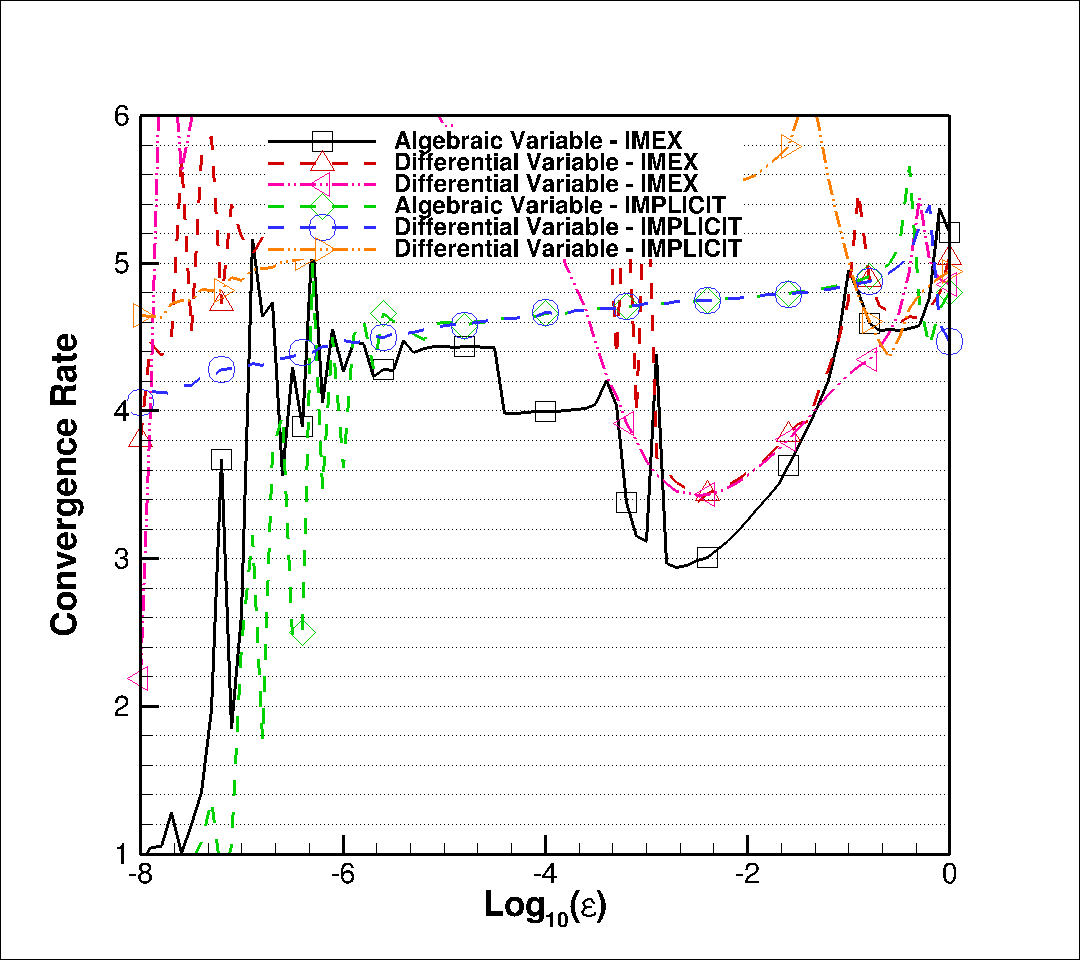 6
5
4
3
2
1
-8
-6
-4
-2
0
Convergence Rate
Log10(ε)
Algebraic Variable - IMEX
Differential Variable - IMEX
Differential Variable - IMEX
Algebraic Variable - IMPLICIT
Differential Variable - IMPLICIT
Differential Variable - IMPLICIT